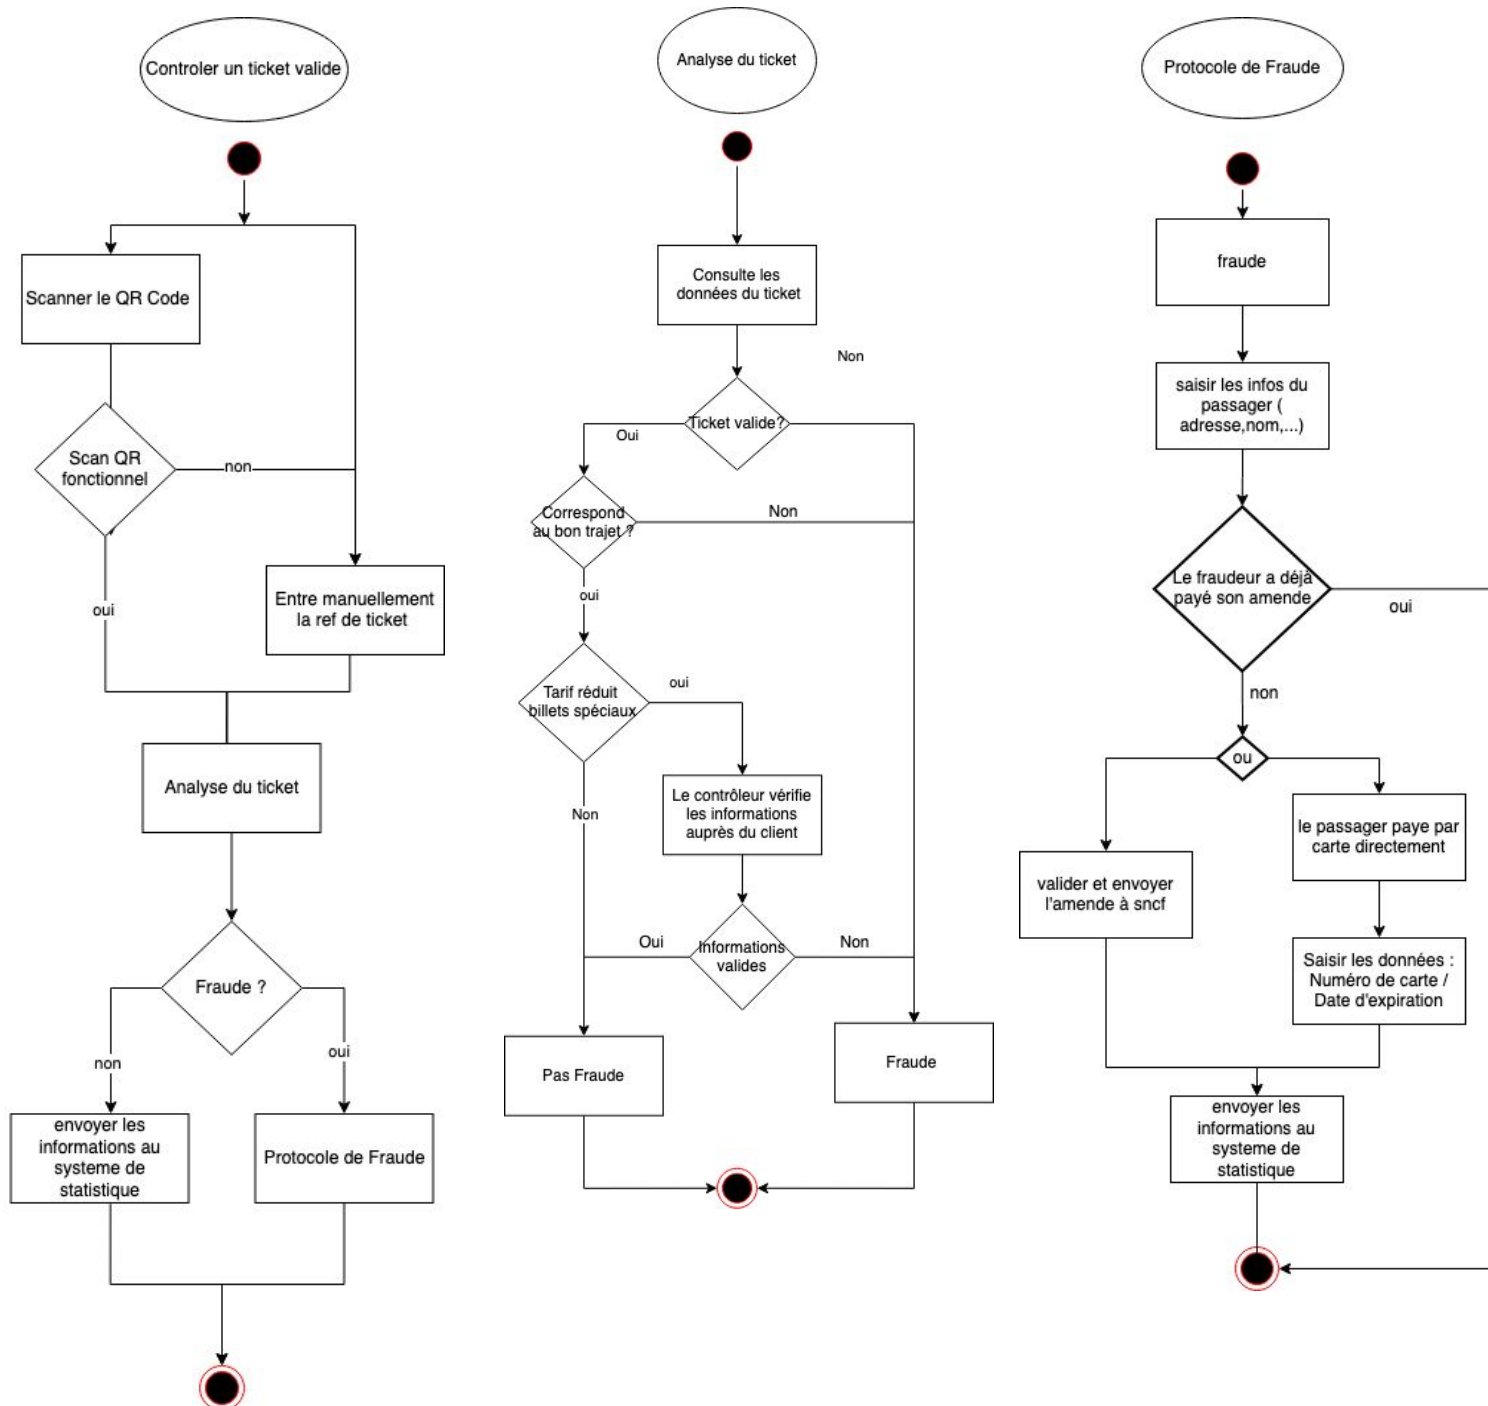 Controler un ticket valide
Scanner le QR Code
Scan QR
fonctionnel
non
oui
Entre manuellement
la ref de ticket
Analyse du ticket
Fraude ?
non
oui
envoyer les
informations au
systeme de
statistique
Protocole de Fraude
Analyse du ticket
Consulte les
données du ticket
Non
Ticket valide?
Oui
Correspond
au bon trajet ?
Non
oui
Tarif réduit
billets spéciaux
oui
Non
Le contrôleur vérifie
les informations
auprès du client
Oui
Informations
valides
Non
Pas Fraude
Fraude
Protocole de Fraude
fraude
saisir les infos du
passager (
adresse,nom,...)
Le fraudeur a déjà
payé son amende
oui
non
ou
valider et envoyer
l'amende à sncf
le passager paye par
carte directement
Saisir les données :
Numéro de carte /
Date d'expiration
envoyer les
informations au
systeme de
statistique